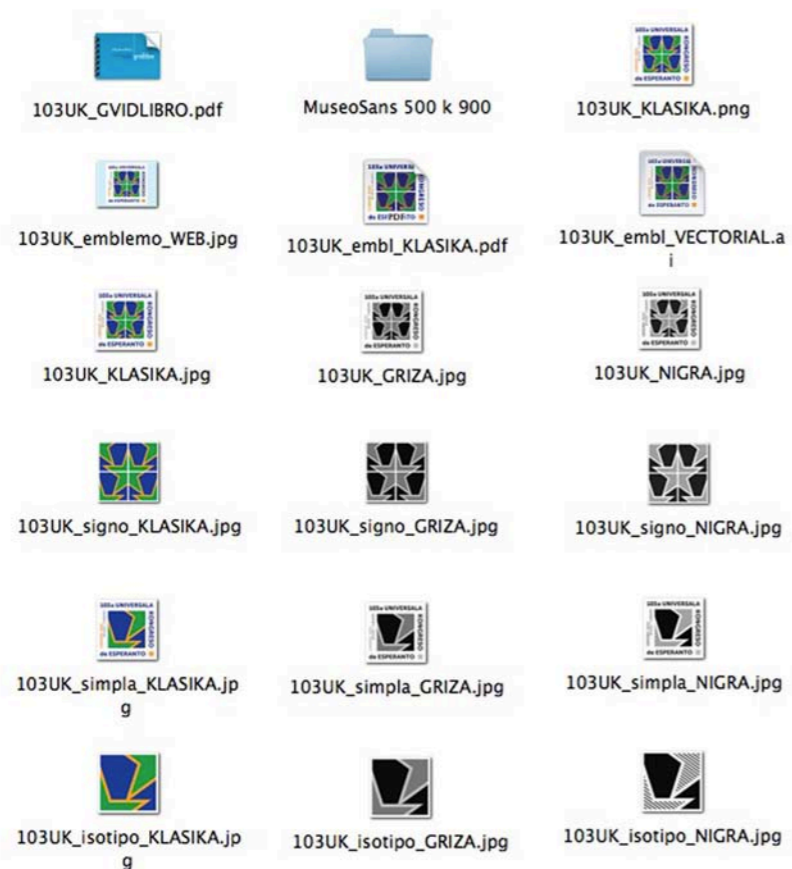 103UK_GVIDLIBRO.pdf
MuseoSans 500 k 900
103UK_KLASIKA.png
103UK_emblemo_WEB.jpg
103UK_embl_KLASIKA.pdf
103UK_embl_VECTORIAL.a
i
103UK_KLASIKA.jpg
103UK_GRIZA.jpg
103UK_NIGRA.jpg
103UK_signo_KLASIKA.jpg
103UK_signo_GRIZA.jpg
103UK_signo_NIGRA.jpg
103UK_simpla_KLASIKA.jp
g
103UK_simpla_GRIZA.jpg
103UK_simpla_NIGRA.jpg
103UK_isotipo_KLASIKA.jp
g
103UK_isotipo_GRIZA.jpg
103UK_isotipo_NIGRA.jpg